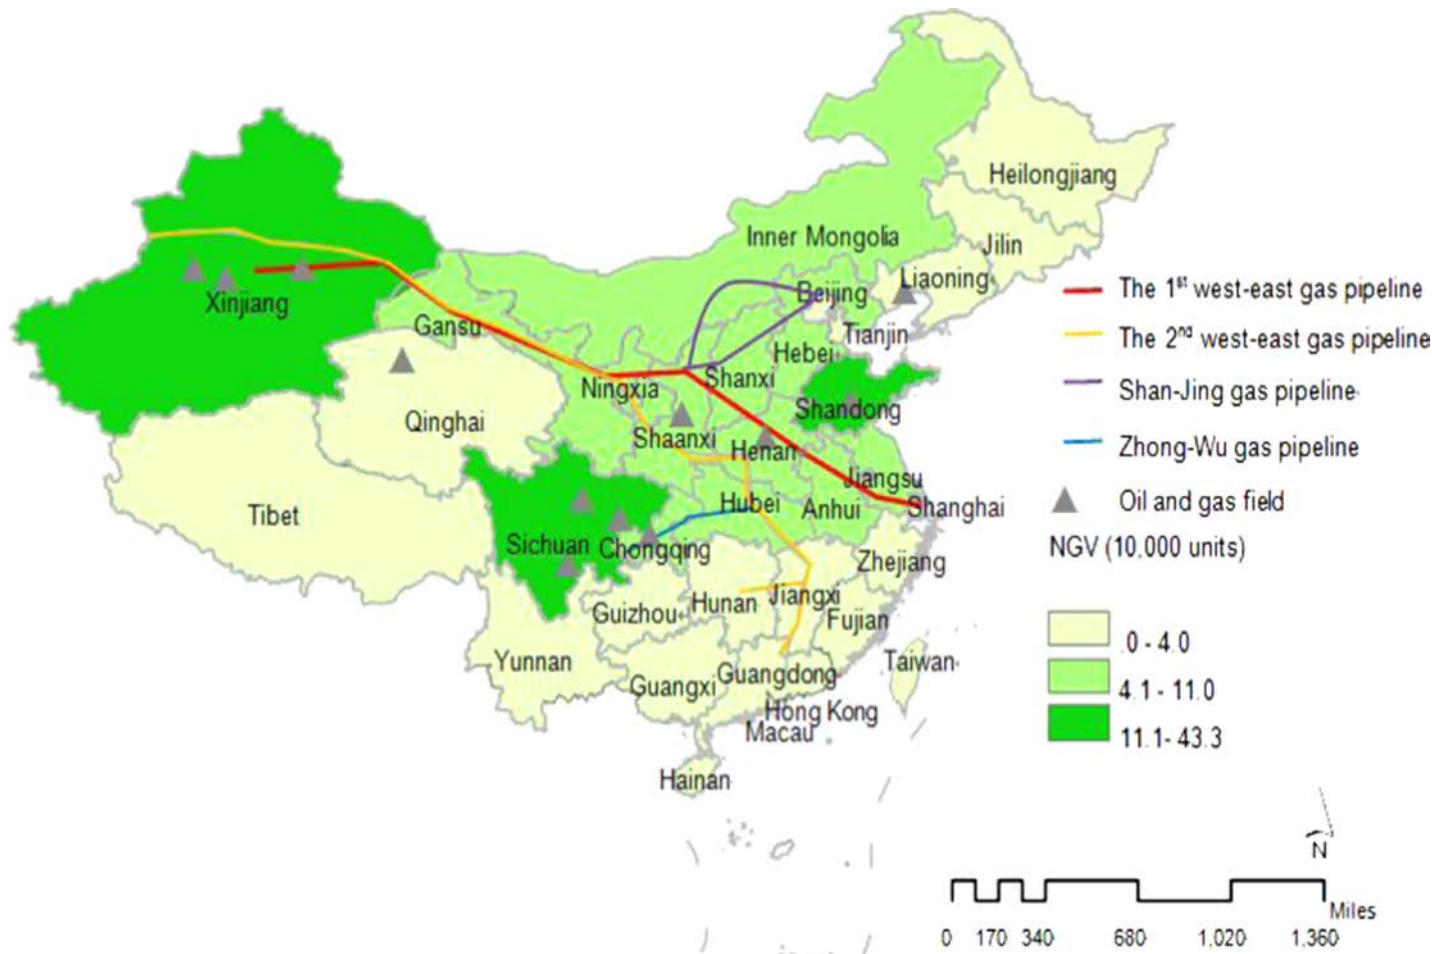 Heilongjiang
Inner Mongolia
Jilin
Liaoning
Beijing
Xinjiang
Gansu
Tianjin
Hebei
Shanxi
Ningxia
Shandong
Qinghai
Shaanxi
Henan
Jiangsu
Tibet
Hubei
Anhui
Shanghai
Sichuan
Chongqing
Zhejiang
Guizhou
Hunan
Jiangxi
Fujian
Yunnan
Guangxi
Guangdong
Taiwan
Hong Kong
Macau
Hainan
The 1st west-east gas pipeline
The 2nd west-east gas pipeline
Shan-Jing gas pipeline
Zhong-Wu gas pipeline
Oil and gas field
NGV (10.000 units)
.0 - 4.0
4.1 - 11.0
11.1- 43.3
N
Miles
0 170 340 680 1,020 1,360